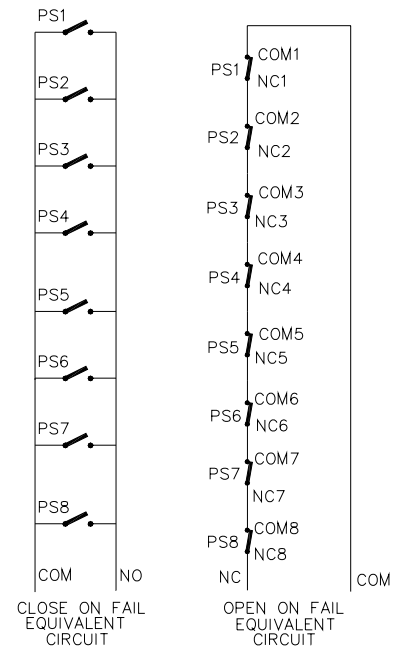 PS1
PS2
PS3
PS4
PS5
PS6
PS7
PS8
COM
NO
CLOSE ON FAIL
EQUIVALENT
CIRCUIT
COM1
PS1
NC1
COM2
PS2
NC2
COM3
PS3
NC3
COM4
PS4
NC4
COM5
PS5
NC5
COM6
PS6
NC6
COM7
PS7
NC7
COM8
PS8
NC8
NC
COM
OPEN ON FAIL
EQUIVALENT
CIRCUIT